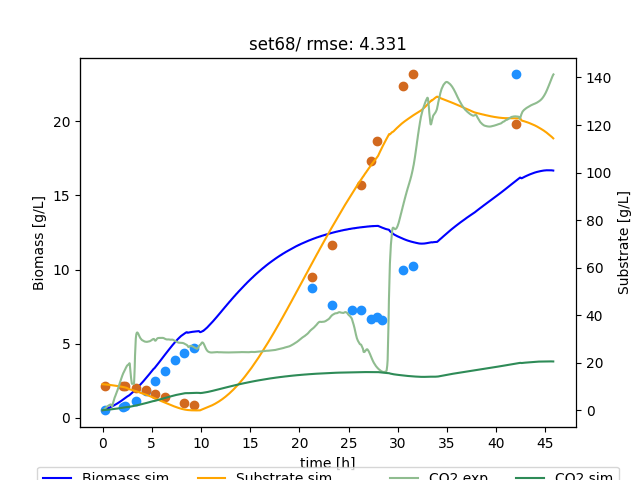 set68/ rmse: 4.331
Biomass [g/L]
0
5
10
15
20
0
5
10
15
20
25
30
35
40
45
time [h]
0
20
40
60
80
100
120
140
Substrate [g/L]
Biomass sim
Substrate sim
CO2 exp
CO2 sim